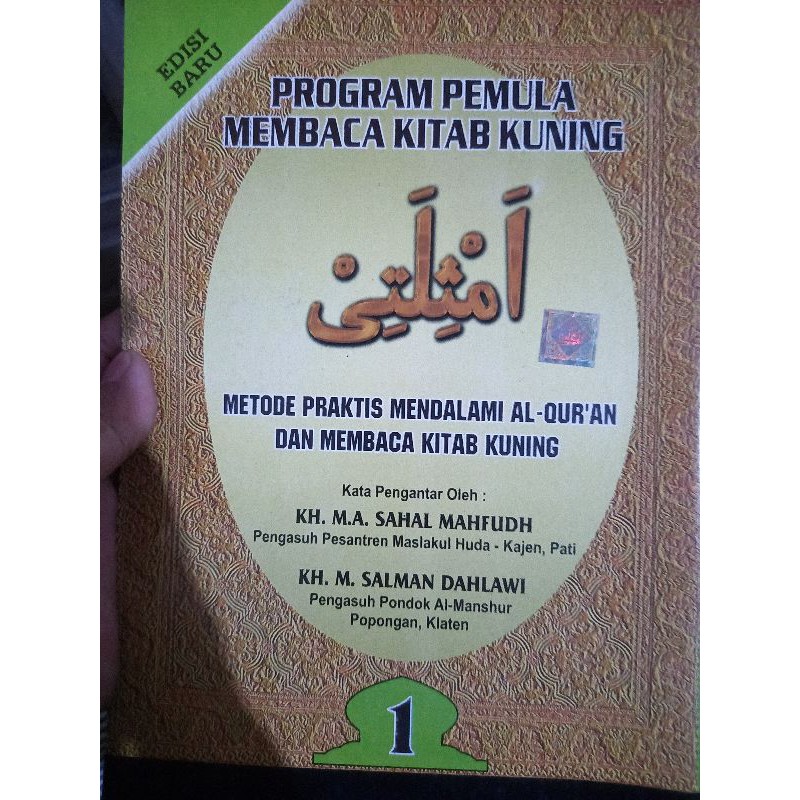 EDISI
BARU
PROGRAM PEMULA
MEMBACA KITAB KUNING
اَمْثِلَتِيْ
METODE PRAKTIS MENDALAMI AL-QUR'AN
DAN MEMBACA KITAB KUNING
Kata Pengantar Oleh :
KH. M.A. SAHAL MAHFUDH
Pengasuh Pesantren Maslakul Huda - Kajen, Pati
KH. M. SALMAN DAHLAWI
Pengasuh Pondok Al-Manshur
Popongan, Klaten
1